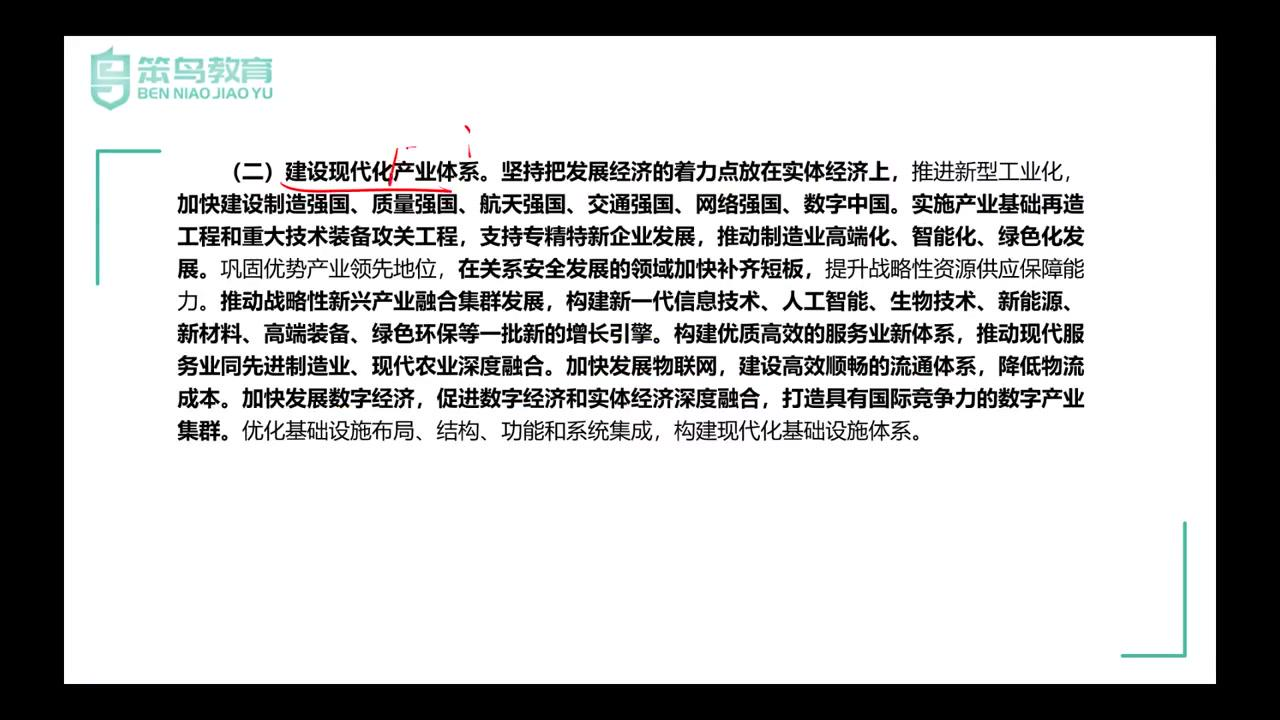 笨鸟教育
BEN NIAO JIAO YU
（二）建设现代化产业体系。坚持把发展经济的着力点放在实体经济上，推进新型工业化，
加快建设制造强国、质量强国、航天强国、交通强国、网络强国、数字中国。实施产业基础再造
工程和重大技术装备攻关工程，支持专精特新企业发展，推动制造业高端化、智能化、绿色化发
展。巩固优势产业领先地位，在关系安全发展的领域加快补齐短板，提升战略性资源供应保障能
力。推动战略性新兴产业融合集群发展，构建新一代信息技术、人工智能、生物技术、新能源、
新材料、高端装备、绿色环保等一批新的增长引擎。构建优质高效的服务业新体系，推动现代服
务业同先进制造业、现代农业深度融合。加快发展物联网，建设高效顺畅的流通体系，降低物流
成本。加快发展数字经济，促进数字经济和实体经济深度融合，打造具有国际竞争力的数字产业
集群。优化基础设施布局、结构、功能和系统集成，构建现代化基础设施体系。